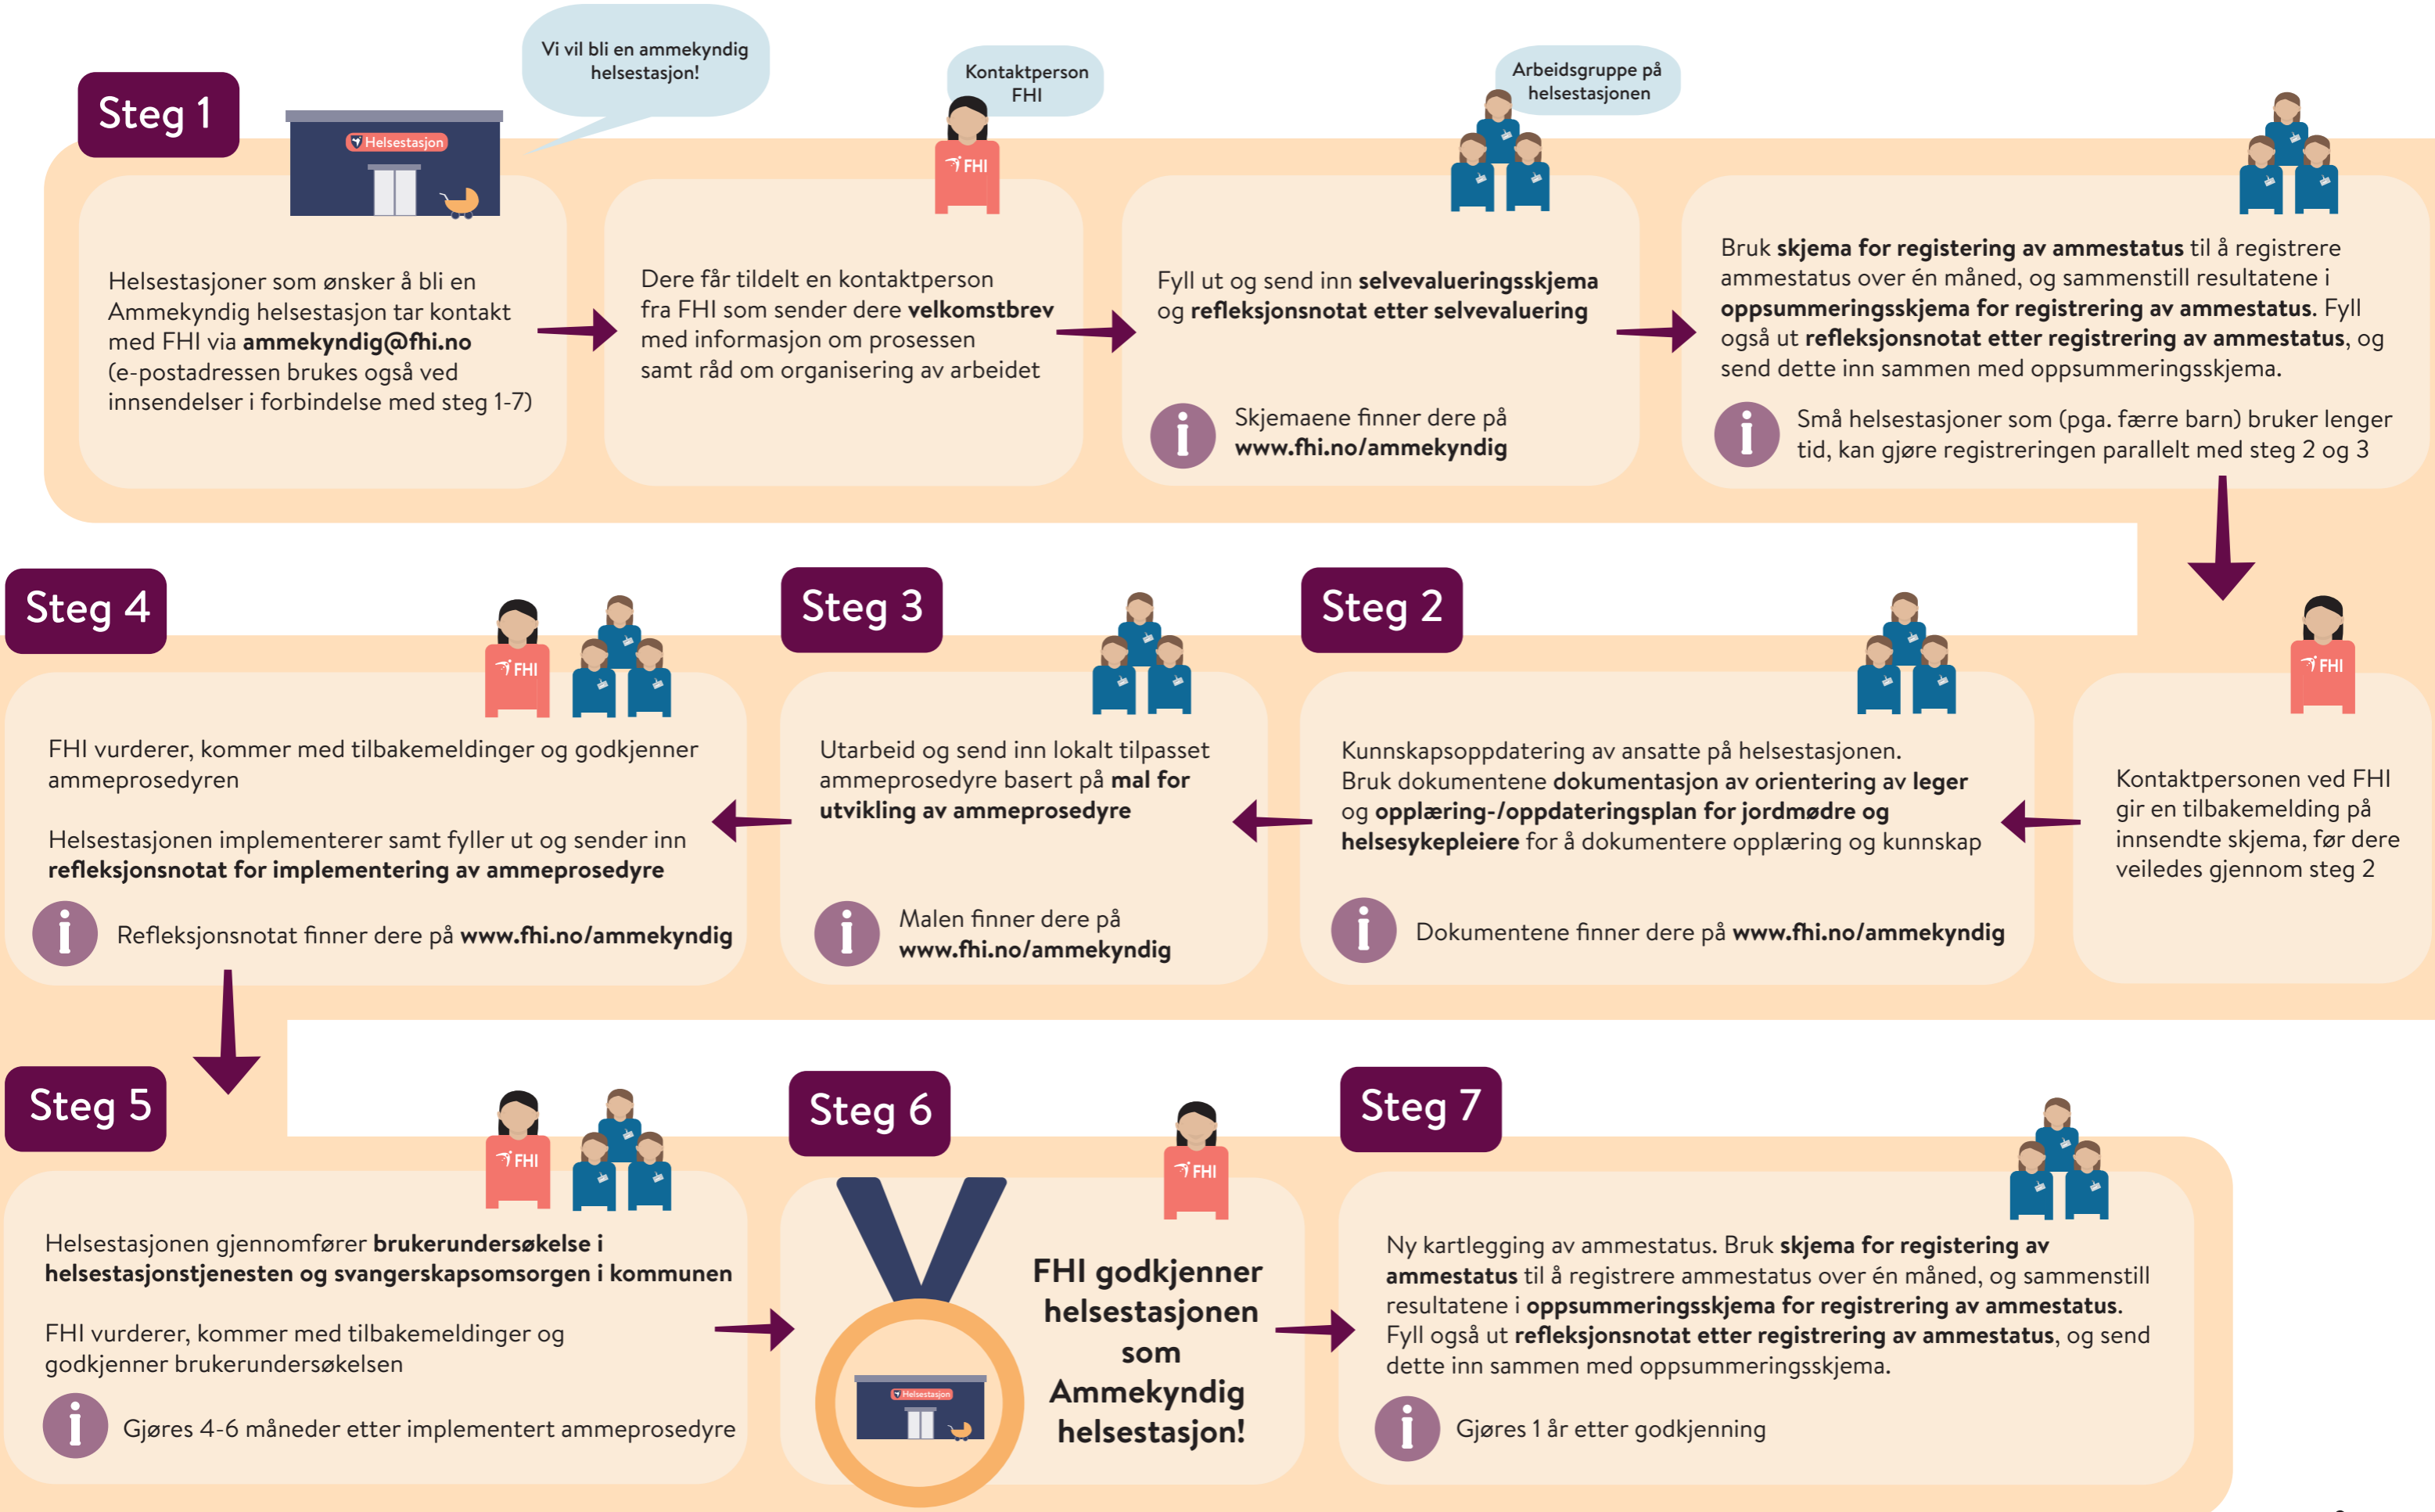 Steg 1
Vi vil bli en ammekyndig
helsestasjon!
Helsestasjon
Helsestasjoner som ønsker å bli en
Ammekyndig helsestasjon tar kontakt
med FHI via ammekyndig@fhi.no
(e-postadressen brukes også ved
innsendelser i forbindelse med steg 1-7)
Kontaktperson
FHI
FHI
Dere får tildelt en kontaktperson
fra FHI som sender dere velkomstbrev
med informasjon om prosessen
samt råd om organisering av arbeidet
Arbeidsgruppe på
helsestasjonen
Fyll ut og send inn selvevalueringsskjema
og refleksjonsnotat etter selvevaluering
i
Skjemaene finner dere på
www.fhi.no/ammekyndig
Bruk skjema for registering av ammestatus til å registrere
ammestatus over én måned, og sammenstill resultatene i
oppsummeringsskjema for registrering av ammestatus. Fyll
også ut refleksjonsnotat etter registrering av ammestatus, og
send dette inn sammen med oppsummeringsskjema.
i
Små helsestasjoner som (pga. færre barn) bruker lenger
tid, kan gjøre registreringen parallelt med steg 2 og 3
FHI
Kontaktpersonen ved FHI
gir en tilbakemelding på
innsendte skjema, før dere
veiledes gjennom steg 2
Steg 2
Kunnskapsoppdatering av ansatte på helsestasjonen.
Bruk dokumentene dokumentasjon av orientering av leger
og opplæring-/oppdateringsplan for jordmødre og
helsesykepleiere for å dokumentere opplæring og kunnskap
i
Dokumentene finner dere på www.fhi.no/ammekyndig
Steg 3
Utarbeid og send inn lokalt tilpasset
ammeprosedyre basert på mal for
utvikling av ammeprosedyre
i
Malen finner dere på
www.fhi.no/ammekyndig
Steg 4
FHI
FHI vurderer, kommer med tilbakemeldinger og godkjenner
ammeprosedyren
Helsestasjonen implementerer samt fyller ut og sender inn
refleksjonsnotat for implementering av ammeprosedyre
i
Refleksjonsnotat finner dere på www.fhi.no/ammekyndig
Steg 5
FHI
Helsestasjonen gjennomfører brukerundersøkelse i
helsestasjonstjenesten og svangerskapsomsorgen i kommunen
FHI vurderer, kommer med tilbakemeldinger og
godkjenner brukerundersøkelsen
i
Gjøres 4-6 måneder etter implementert ammeprosedyre
Steg 6
FHI
Helsestasjon
FHI godkjenner
helsestasjonen
som
Ammekyndig
helsestasjon!
Steg 7
Ny kartlegging av ammestatus. Bruk skjema for registering av
ammestatus til å registrere ammestatus over én måned, og sammenstill
resultatene i oppsummeringsskjema for registrering av ammestatus.
Fyll også ut refleksjonsnotat etter registrering av ammestatus, og send
dette inn sammen med oppsummeringsskjema.
i
Gjøres 1 år etter godkjenning